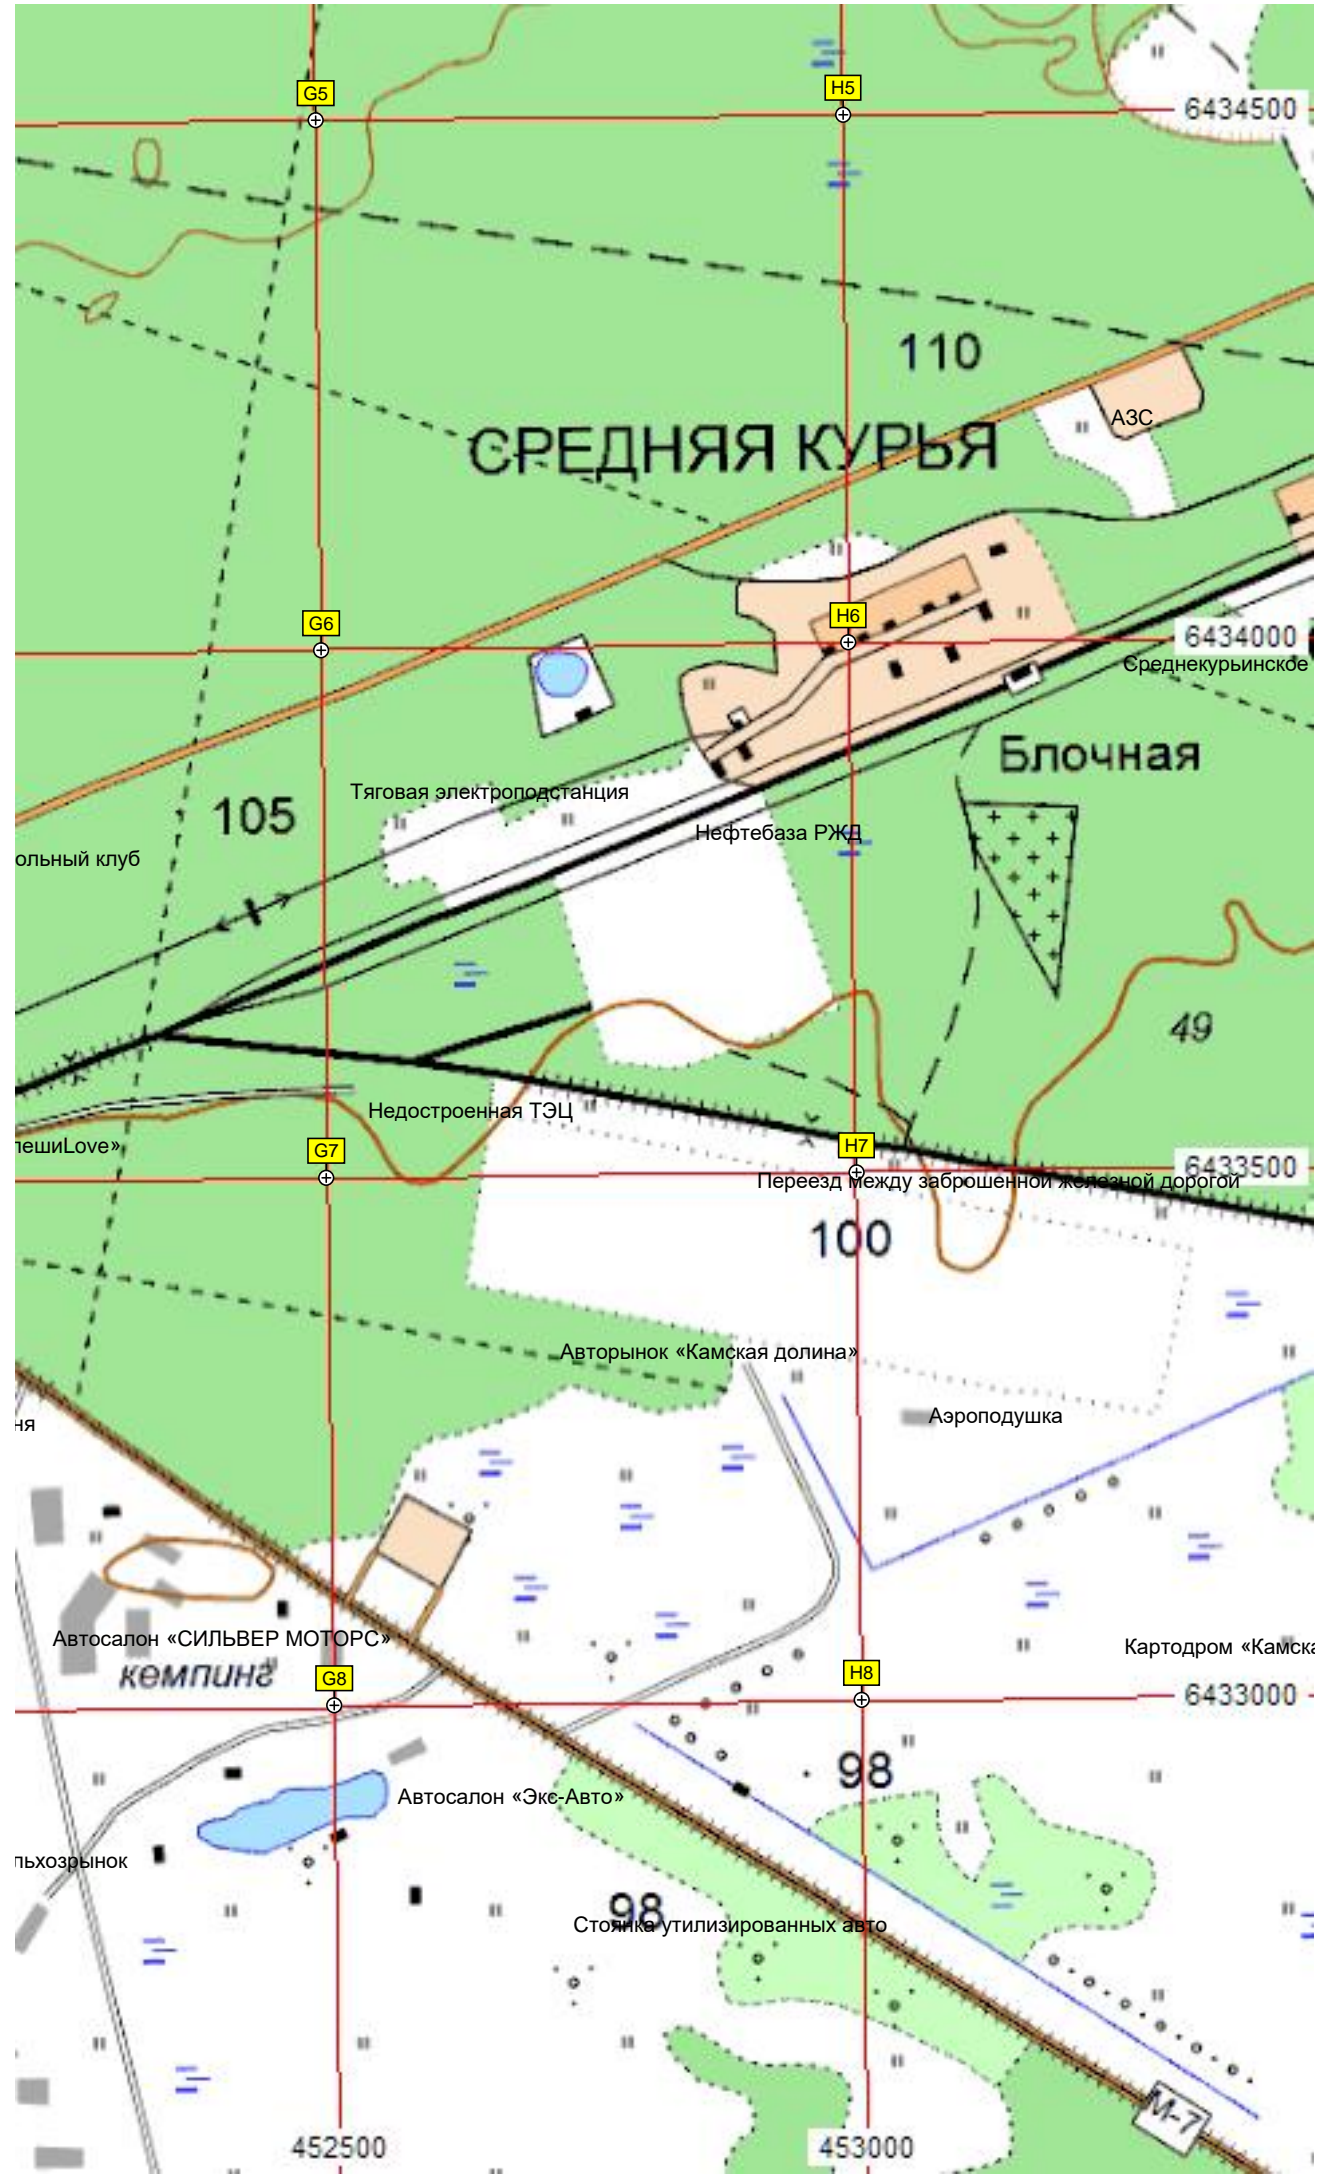 G5
H5
6434500
110
АЗС
СРЕДНЯЯ КУРЬЯ
G6
H6
6434000
Среднекурьинское
Блочная
Тяговая электроподстанция
105
Нефтебаза РЖД
ольный клуб
49
Недостроенная ТЭЦ
пешиLove»
G7
H7
6433500
Переезд между заброшенной железной дорогой
100
Авторынок «Камская долина»
Аэроподушка
ня
Автосалон «СИЛЬВЕР МОТОРС»
Картодром «Камска
кемпинг
G8
H8
6433000
98
Автосалон «Экс-Авто»
льхозрынок
98
Стоянка утилизированных авто
М-7
452500
453000